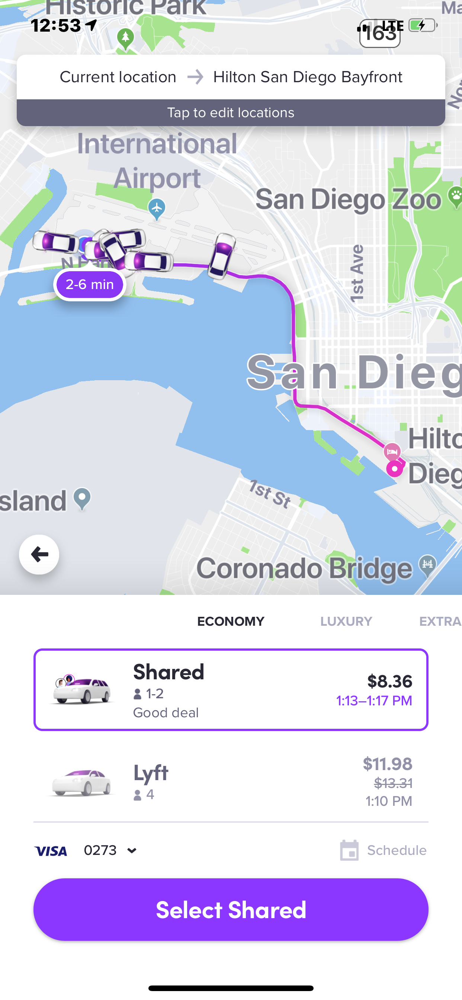 Historic Park
Ma
12:53
163
LTE
Current location → Hilton San Diego Bayfront
Tap to edit locations
International
Airport
San Diego Zoo
1st Ave
2-6 min
San Dieg
Hilto
Dieg
1st St
sland
Coronado Bridge
ECONOMY LUXURY EXTRA
Shared
1-2
Good deal
$8.36
1:13–1:17 PM
Lyft
4
$11.98
$13.31
1:10 PM
VISA 0273 Schedule
Select Shared